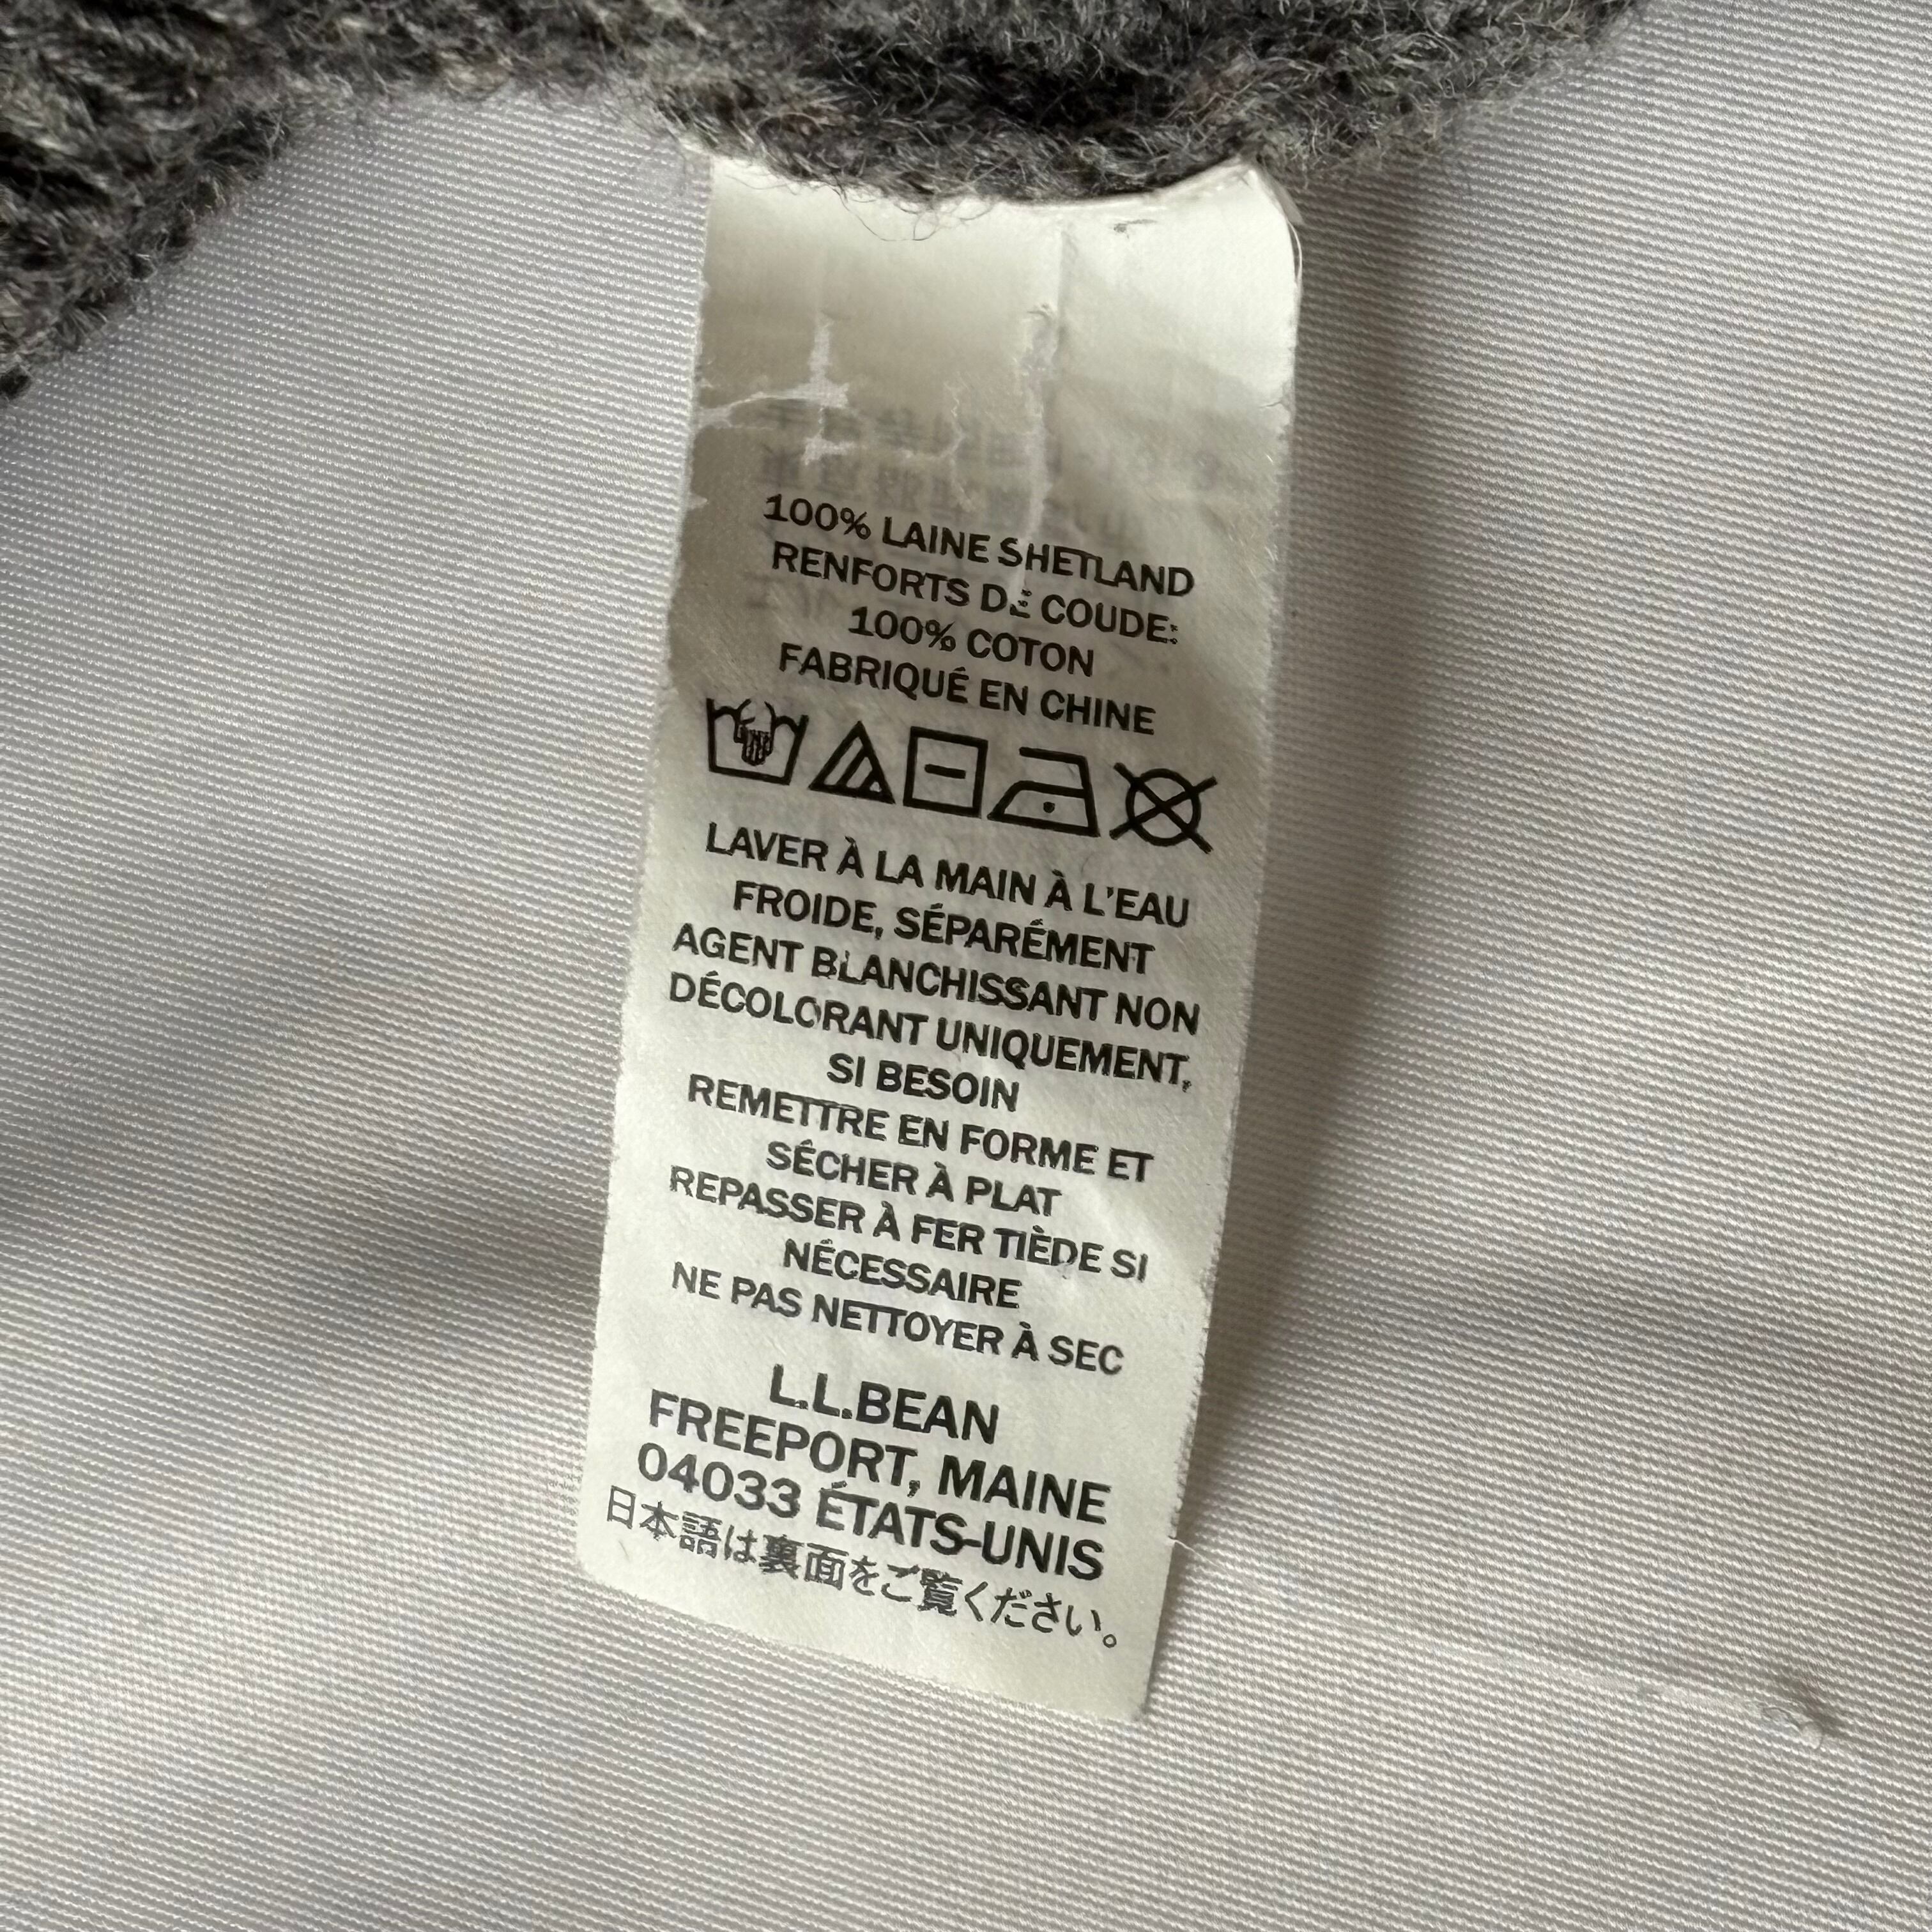 100% LAINE SHETLAND
RENFORTS DE COUDE:
100% COTON
FABRIQUÉ EN CHINE
LAVER À LA MAIN À L'EAU
FROIDE, SÉPARÉMENT
AGENT BLANCHISSANT NON
DÉCOLORANT UNIQUEMENT,
SI BESOIN
REMETTRE EN FORME ET
SÉCHER À PLAT
REPASSER À FER TIÈDE SI
NÉCESSAIRE
NE PAS NETTOYER À SEC
L.L.BEAN
FREEPORT, MAINE
04033 ÉTATS-UNIS
日本語は裏面をご覧ください。